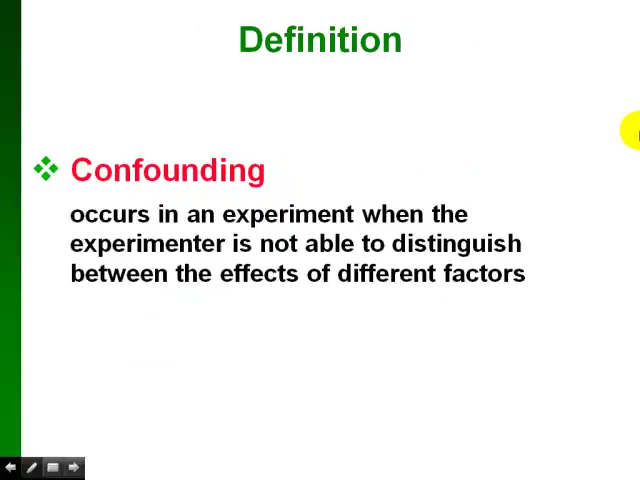 Definition
Confounding
occurs in an experiment when the
experimenter is not able to distinguish
between the effects of different factors